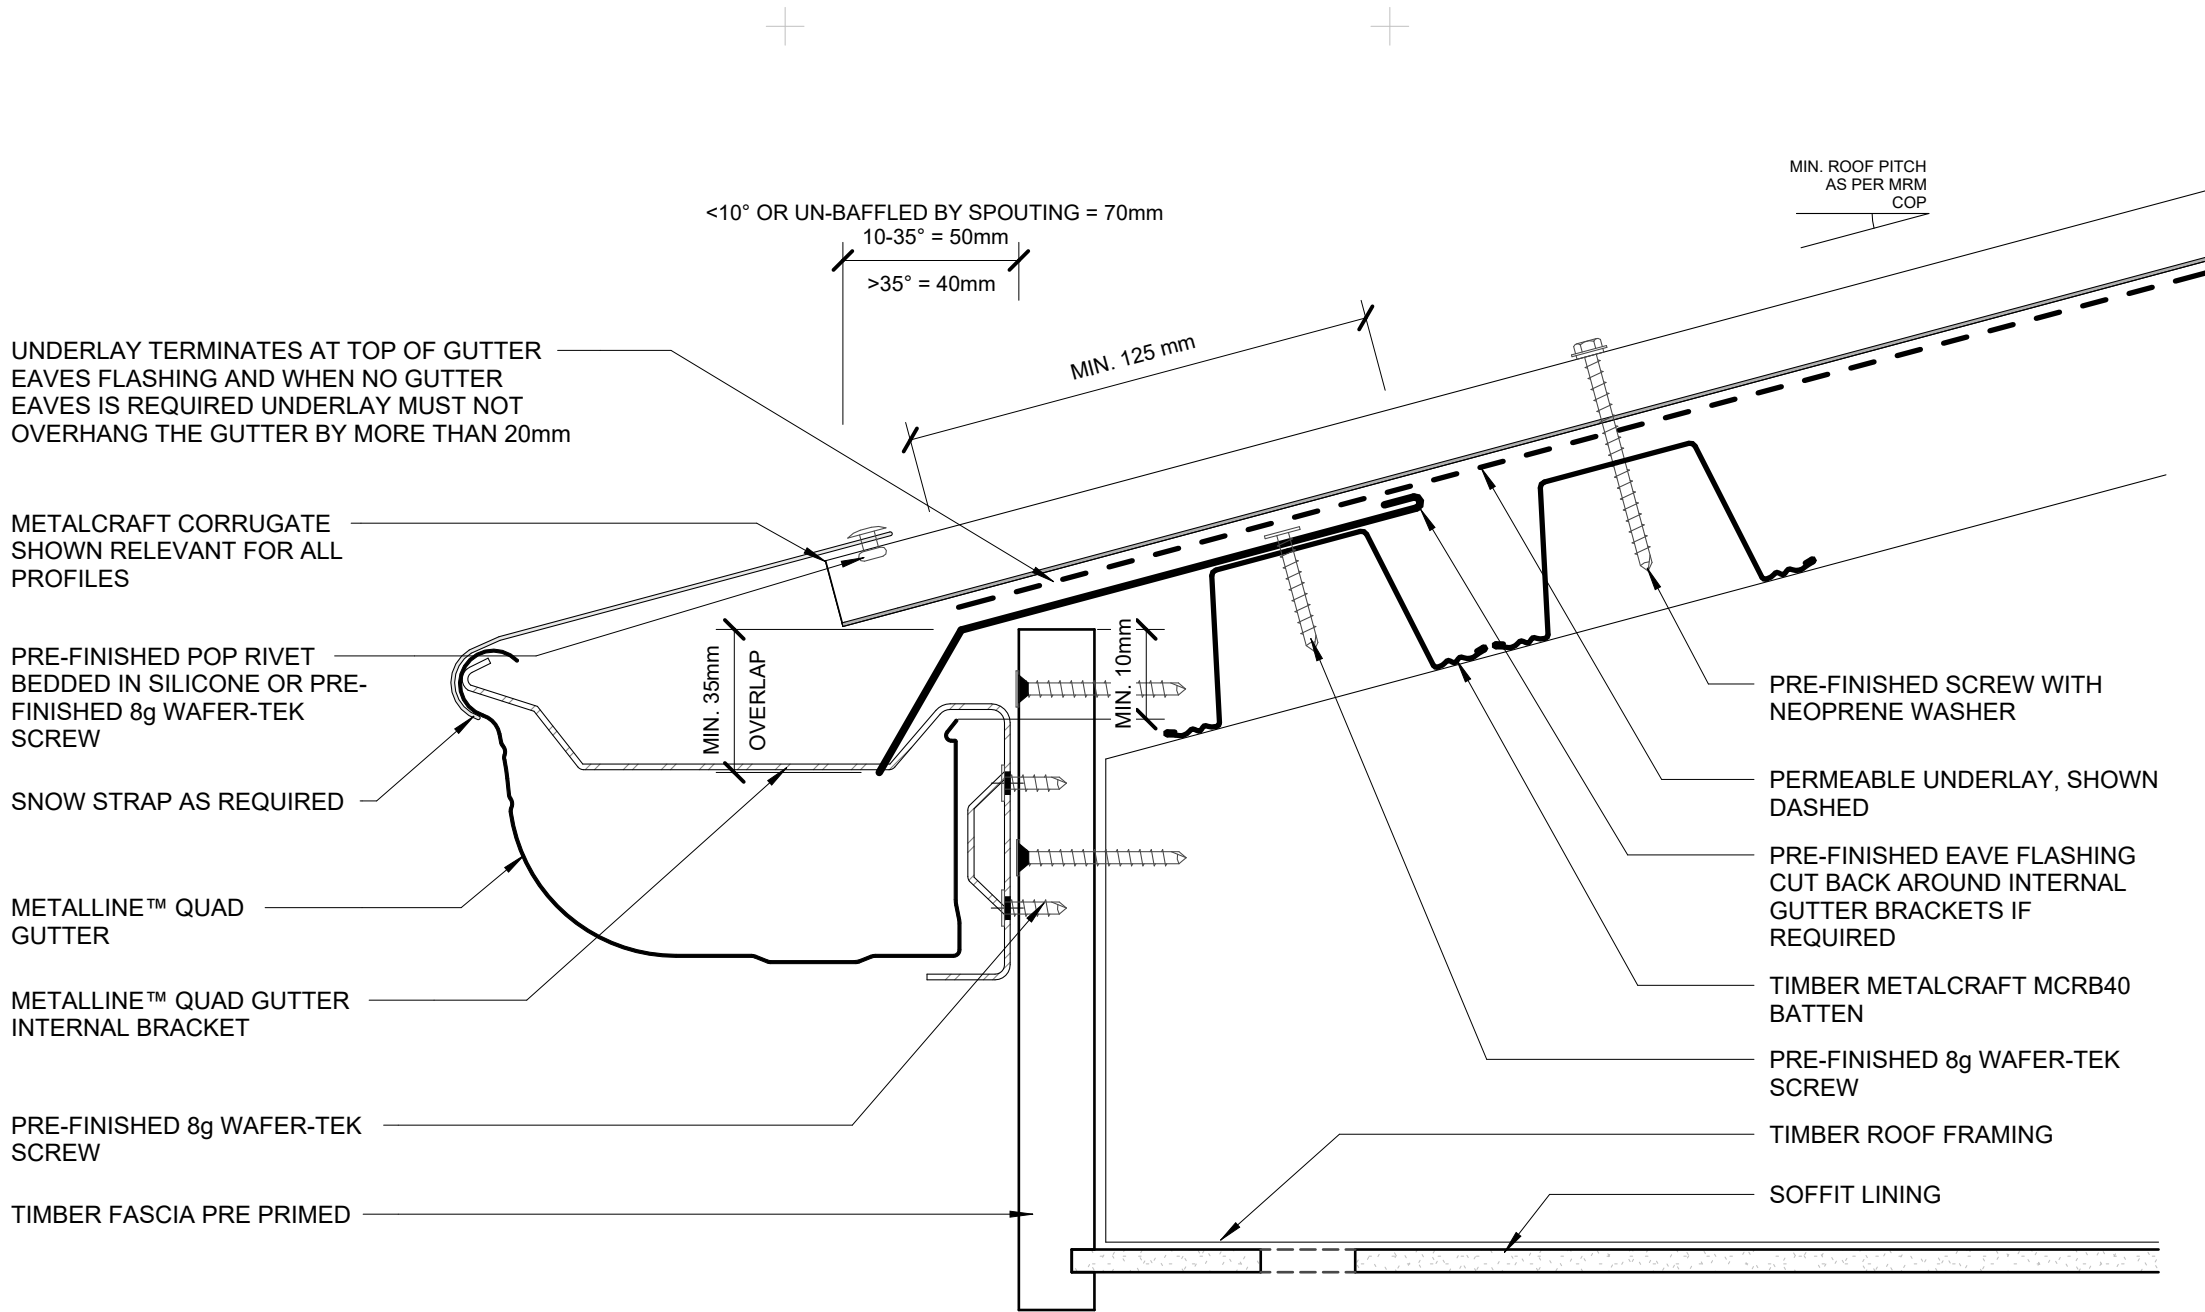 MIN. ROOF PITCH
AS PER MRM
COP
<10° OR UN-BAFFLED BY SPOUTING = 70mm
10-35° = 50mm
>35° = 40mm
MIN. 125 mm
UNDERLAY TERMINATES AT TOP OF GUTTER
EAVES FLASHING AND WHEN NO GUTTER
EAVES IS REQUIRED UNDERLAY MUST NOT
OVERHANG THE GUTTER BY MORE THAN 20mm
METALCRAFT CORRUGATE
SHOWN RELEVANT FOR ALL
PROFILES
PRE-FINISHED POP RIVET
BEDDED IN SILICONE OR PRE-
FINISHED 8g WAFER-TEK
SCREW
SNOW STRAP AS REQUIRED
METALLINE™ QUAD
GUTTER
METALLINE™ QUAD GUTTER
INTERNAL BRACKET
PRE-FINISHED 8g WAFER-TEK
SCREW
TIMBER FASCIA PRE PRIMED
MIN. 35mm
OVERLAP
MIN. 10mm
PRE-FINISHED SCREW WITH
NEOPRENE WASHER
PERMEABLE UNDERLAY, SHOWN
DASHED
PRE-FINISHED EAVE FLASHING
CUT BACK AROUND INTERNAL
GUTTER BRACKETS IF
REQUIRED
TIMBER METALCRAFT MCRB40
BATTEN
PRE-FINISHED 8g WAFER-TEK
SCREW
TIMBER ROOF FRAMING
SOFFIT LINING